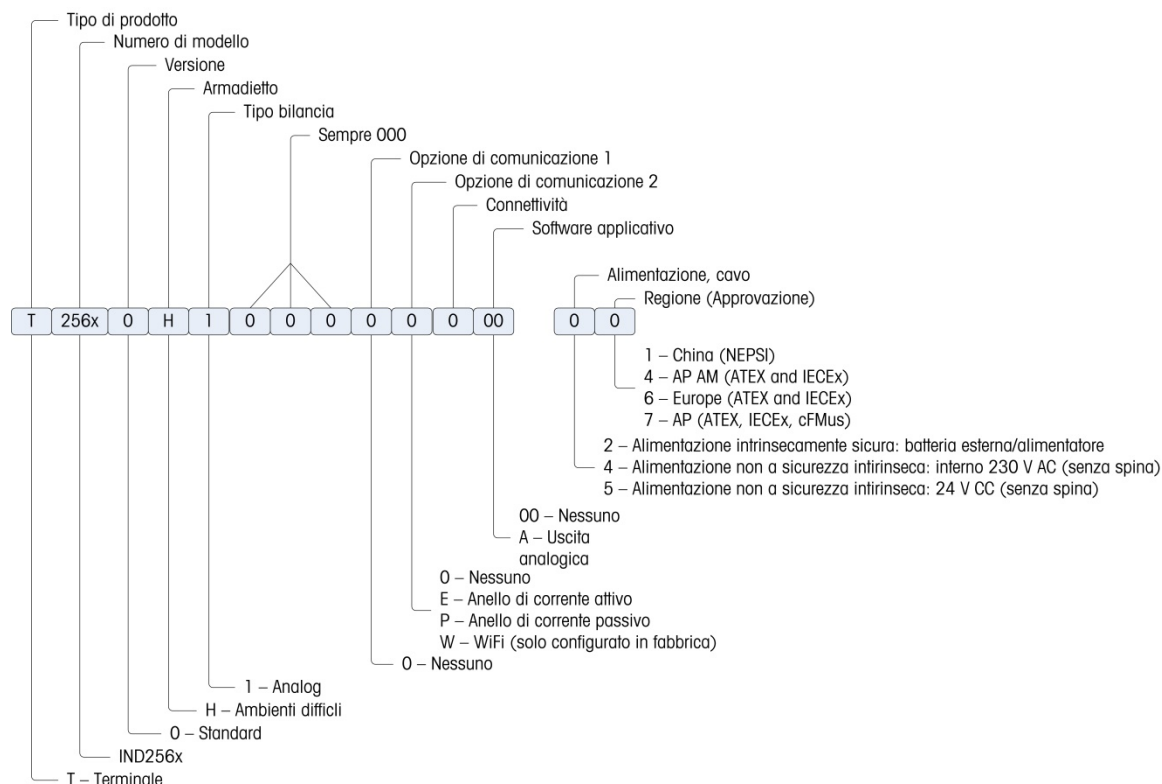 Tipo di prodotto
Numero di modello
Versione
Armadietto
Tipo bilancia
Sempre 000
Opzione di comunicazione 1
Opzione di comunicazione 2
Connettività
Software applicativo
Alimentazione, cavo
Regione (Approvazione)
T 256x 0 H 1 0 0 0 0 0 0 00 0 0
1 – China (NEPSI)
4 – AP AM (ATEX and IECEx)
6 – Europe (ATEX and IECEx)
7 – AP (ATEX, IECEx, cFMus)
2 – Alimentazione intrinsecamente sicura: batteria esterna/alimentatore
4 – Alimentazione non a sicurezza intirinseca: interno 230 V AC (senza spina)
5 – Alimentazione non a sicurezza intirinseca: 24 V CC (senza spina)
00 – Nessuno
A – Uscita
analogica
0 – Nessuno
E – Anello di corrente attivo
P – Anello di corrente passivo
W – WiFi (solo configurato in fabbrica)
0 – Nessuno
1 – Analog
H – Ambienti difficili
0 – Standard
IND256x
T – Terminale